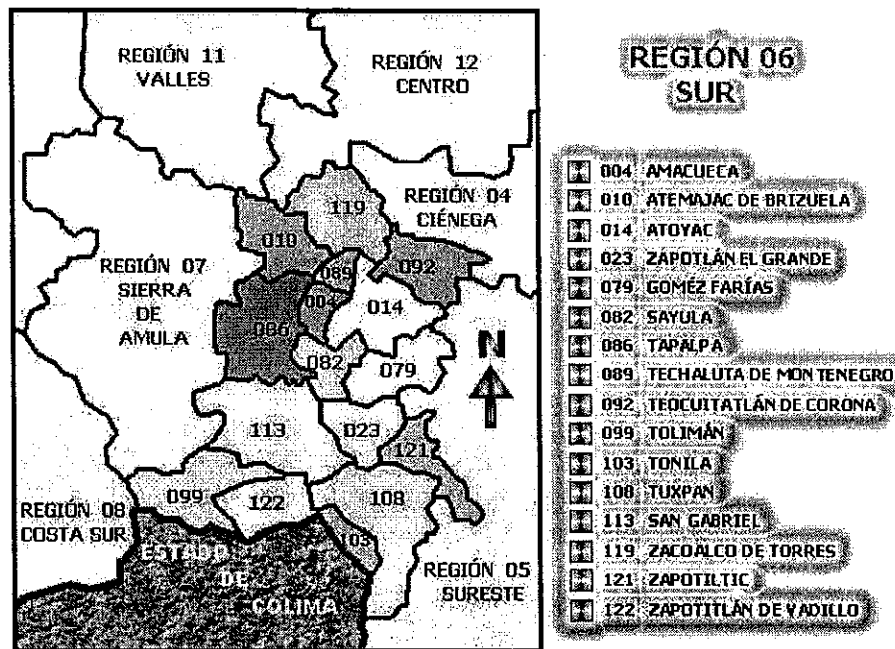 REGIÓN 11
VALLES
REGIÓN 12
CENTRO
REGIÓN 04
CIÉNEGA
119
010
092
089
REGIÓN 07
SIERRA
DE
AMULA
004
014
086
082
079
N
113
023
121
099
122
108
REGIÓN 08
COSTA SUR
103
ESTADO
DE
COLIMA
REGIÓN 05
SURESTE
REGIÓN 06
SUR
004 AMACUECA
010 ATEMAJAC DE BRIZUELA
014 ATOYAC
023 ZAPOTLÁN EL GRANDE
079 GOMÉZ FARÍAS
082 SAYULA
086 TAPALPA
089 TECHALUTA DE MONTENEGRO
092 TEOCUITATLÁN DE CORONA
099 TOLIMÁN
103 TONILA
108 TUXPAN
113 SAN GABRIEL
119 ZACOALCO DE TORRES
121 ZAPOTILTIC
122 ZAPOTITLÁN DE VADILLO